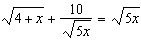 √(4+x) + 10/√(5x) = √(5x)